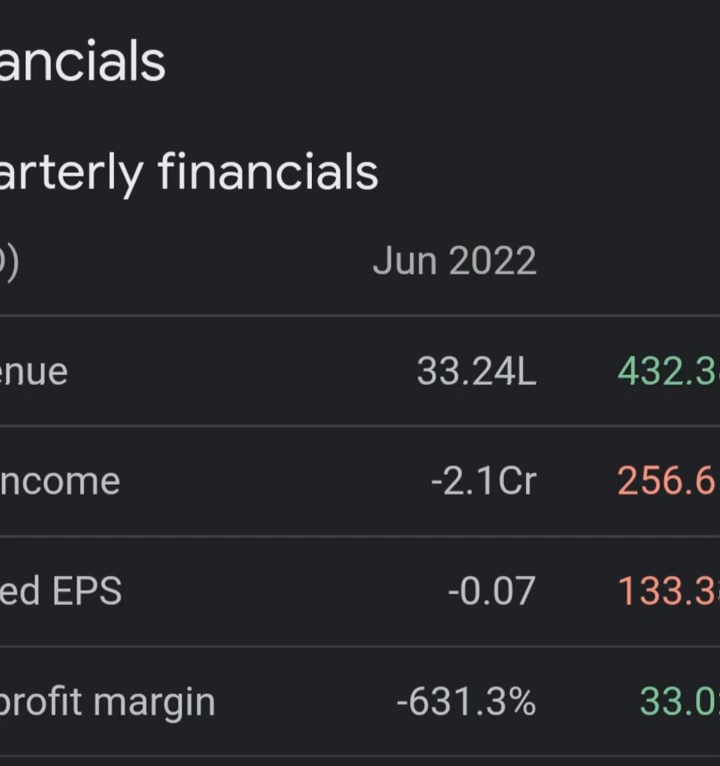 ancials
arterly financials
D) Jun 2022
enue 33.24L 432.3
ncome -2.1Cr 256.6
ed EPS -0.07 133.3
profit margin -631.3% 33.0